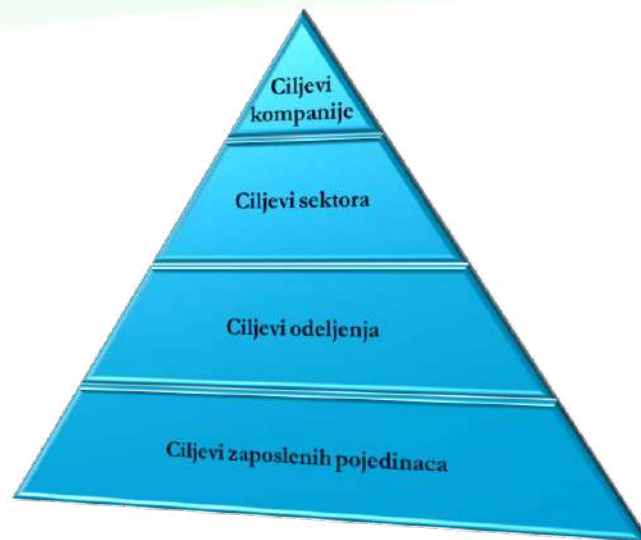 Ciljevi
kompanije
Ciljevi sektora
Ciljevi odeljenja
Ciljevi zaposlenih pojedinaca